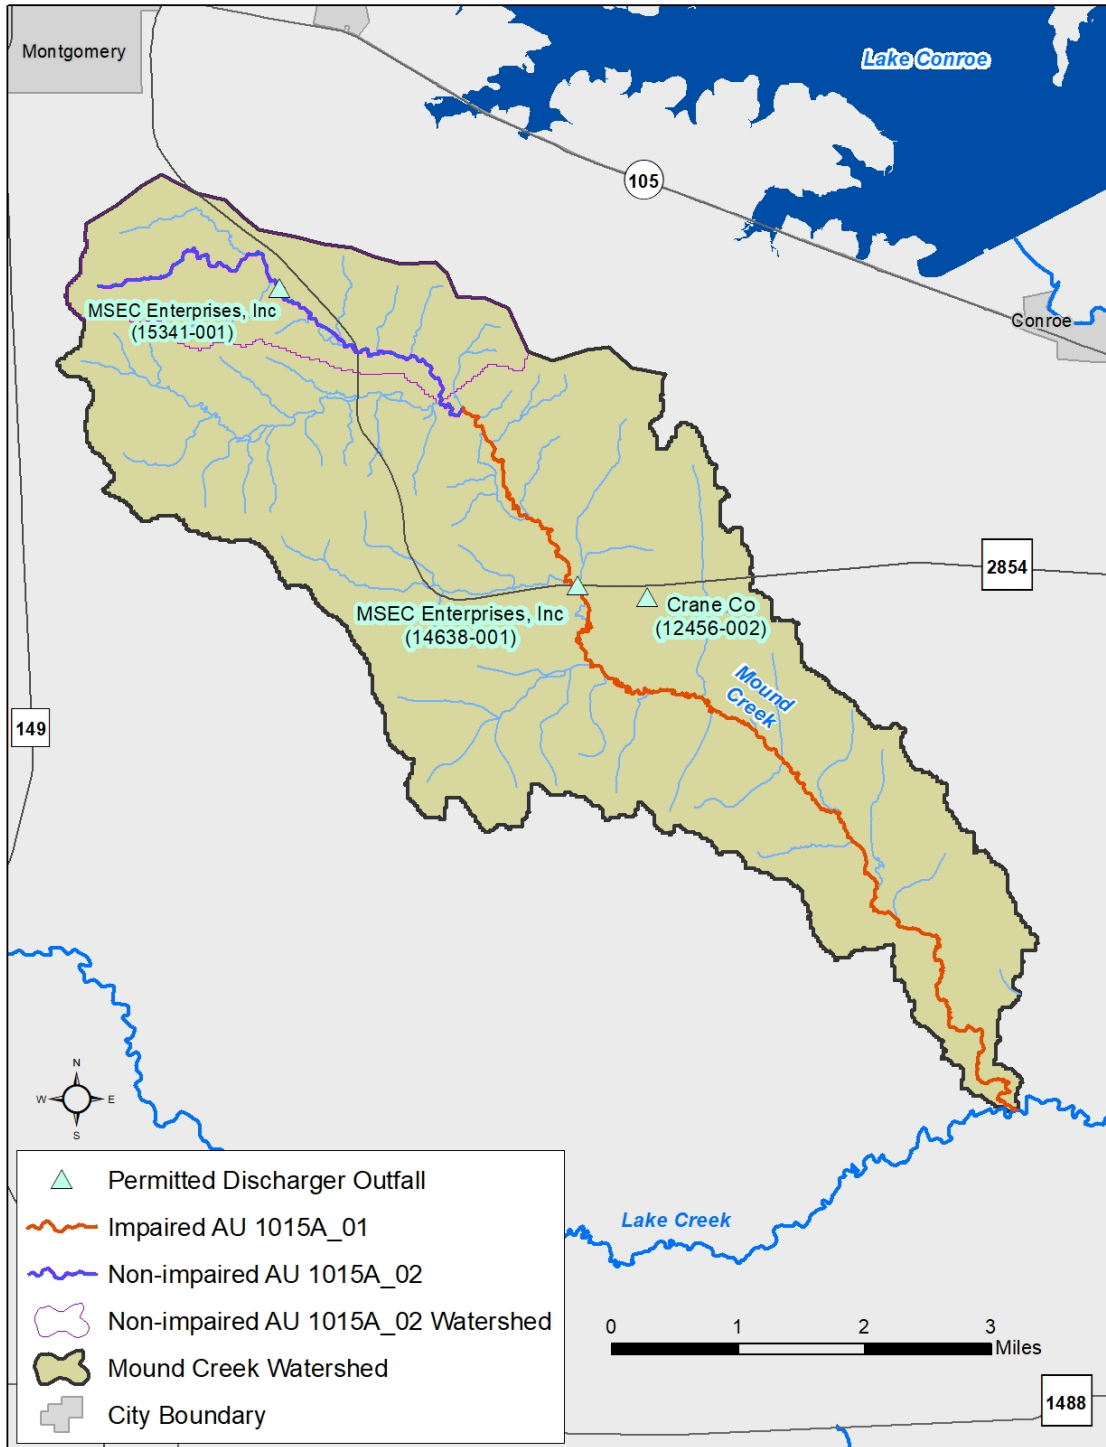 Montgomery
Lake Conroe
105
Conroe
MSEC Enterprises, Inc
(15341-001)
2854
MSEC Enterprises, Inc
(14638-001)
Crane Co
(12456-002)
Mound
Creek
149
N
W
E
S
Lake Creek
Permitted Discharger Outfall
Impaired AU 1015A_01
Non-impaired AU 1015A_02
Non-impaired AU 1015A_02 Watershed
Mound Creek Watershed
City Boundary
0 1 2 3
Miles
1488